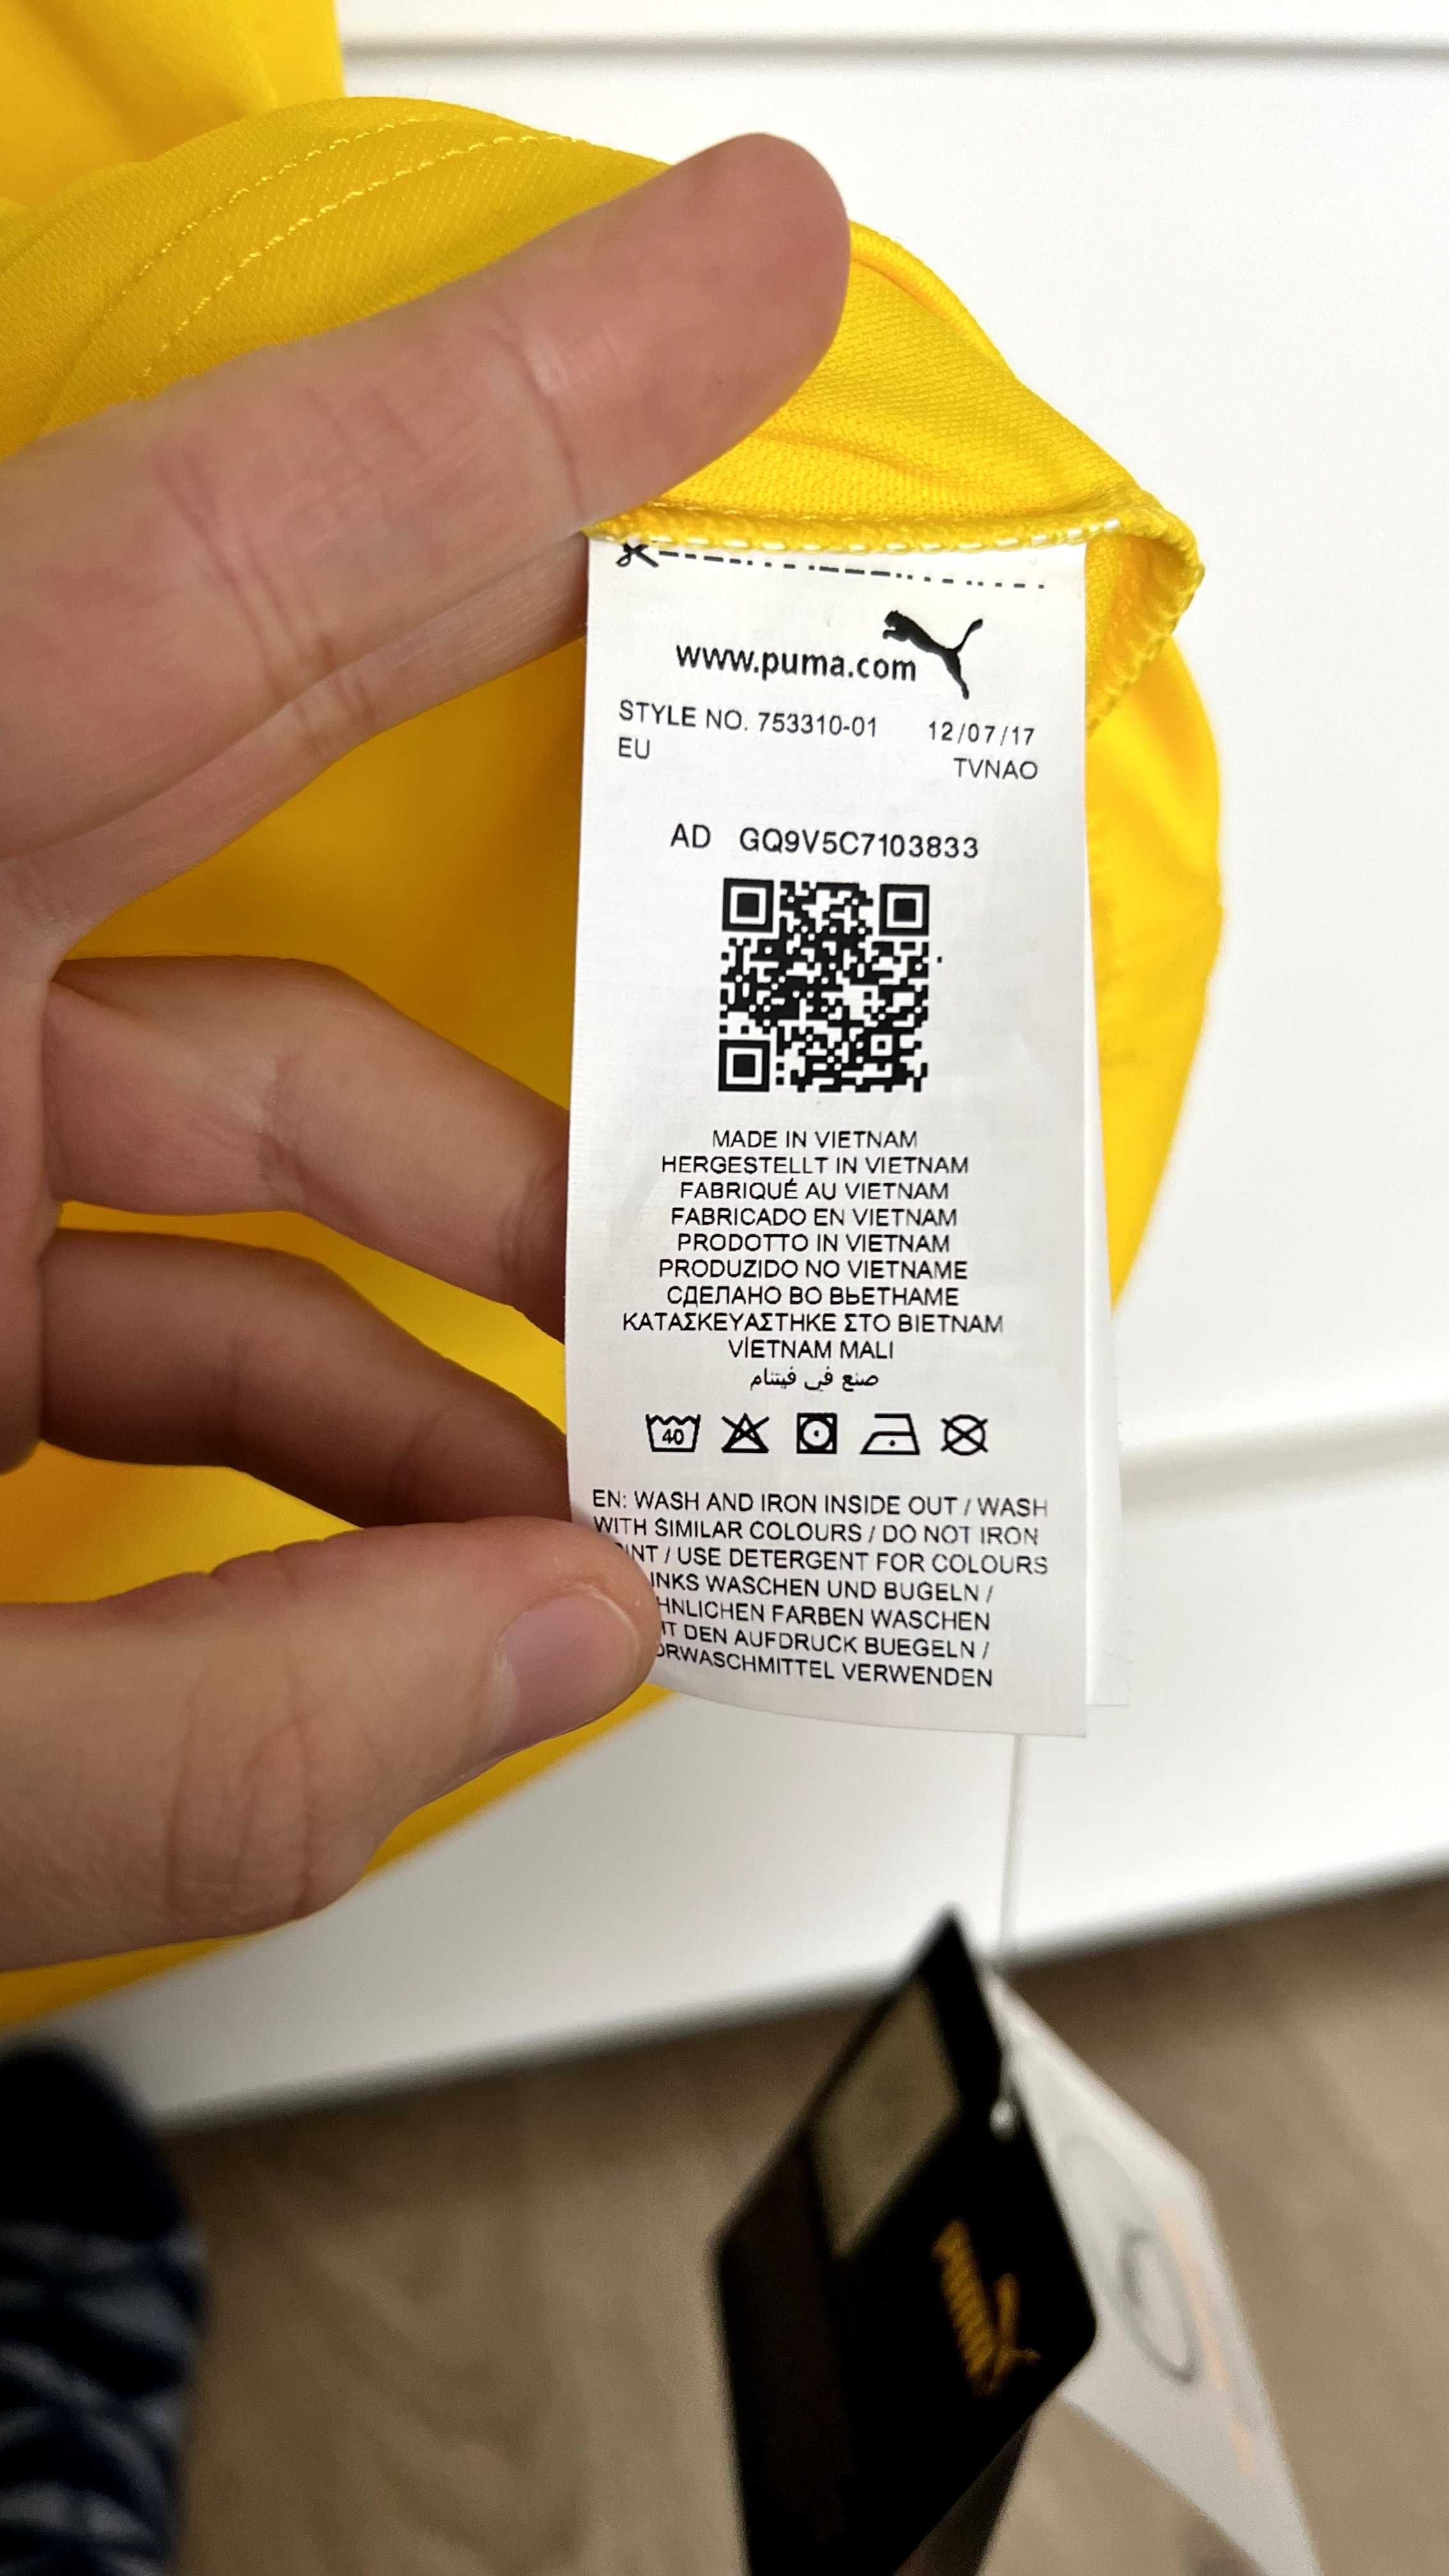 www.puma.com
STYLE NO. 753310-01 12/07/17
EU TVNAO
AD GQ9V5C7103833
MADE IN VIETNAM
HERGESTELLT IN VIETNAM
FABRIQUÉ AU VIETNAM
FABRICADO EN VIETNAM
PRODOTTO IN VIETNAM
PRODUZIDO NO VIETNAME
СДЕЛАНО ВО ВЬЕТНАМЕ
ΚΑΤΑΣΚΕΥΑΣΤΗΚΕ ΣΤΟ ΒΙΕΤΝΑΜ
VİETNAM MALI
صنع في فيتنام
40
EN: WASH AND IRON INSIDE OUT / WASH
WITH SIMILAR COLOURS / DO NOT IRON
/ USE DETERGENT FOR COLOURS
WASCHEN UND BUGELN /
FARBEN WASCHEN
DEN AUFDRUCK BUEGELN /
VERWENDEN
PUMA